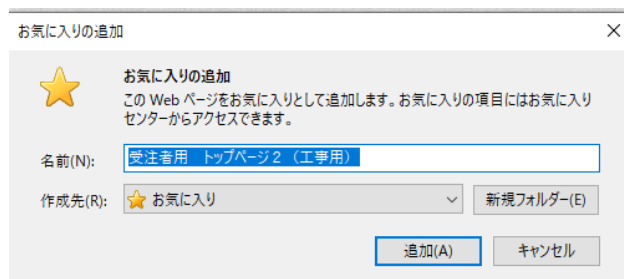 お気に入りの追加
お気に入りの追加
この Web ページをお気に入りとして追加します。お気に入りの項目にはお気に入り
センターからアクセスできます。
名前(N): 受注者用　トップページ２（工事用）
作成先(R): お気に入り 新規フォルダー(E)
追加(A) キャンセル